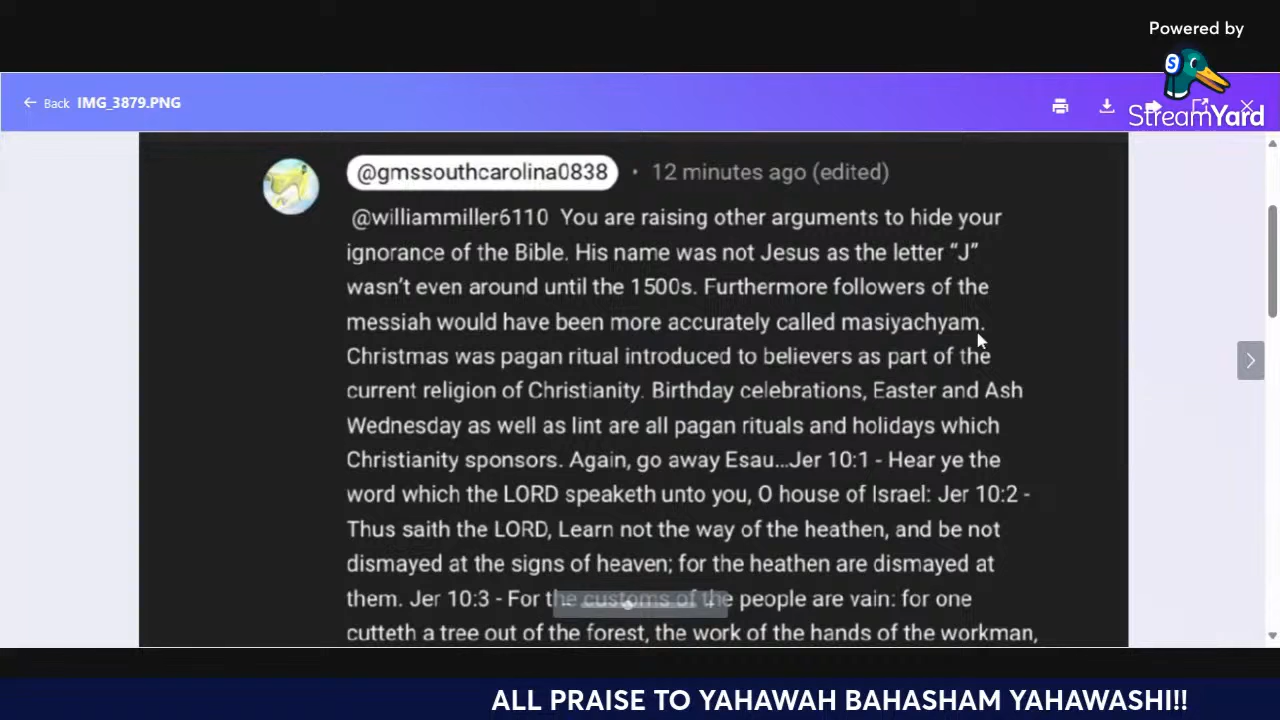 Powered by
StreamYard
Back IMG_3879.PNG
@gmssouthcarolina0838 • 12 minutes ago (edited)
@williammiller6110 You are raising other arguments to hide your
ignorance of the Bible. His name was not Jesus as the letter “J”
wasn’t even around until the 1500s. Furthermore followers of the
messiah would have been more accurately called masiyachyam.
Christmas was pagan ritual introduced to believers as part of the
current religion of Christianity. Birthday celebrations, Easter and Ash
Wednesday as well as lint are all pagan rituals and holidays which
Christianity sponsors. Again, go away Esau...Jer 10:1 - Hear ye the
word which the LORD speaketh unto you, O house of Israel: Jer 10:2 -
Thus saith the LORD, Learn not the way of the heathen, and be not
dismayed at the signs of heaven; for the heathen are dismayed at
them. Jer 10:3 - For the customs of the people are vain: for one
cutteth a tree out of the forest, the work of the hands of the workman,
ALL PRAISE TO YAHAWAH BAHASHAM YAHAWASHI!!